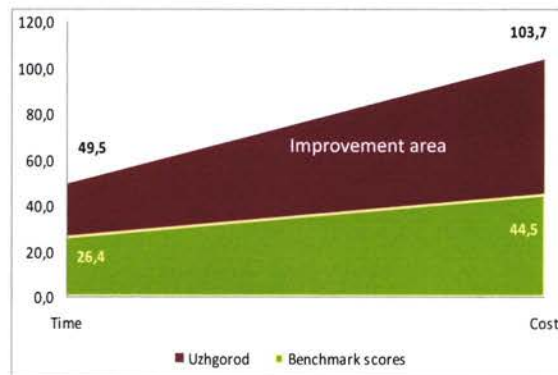 120,0
103,7
100,0
80,0
49,5
Improvement area
60,0
40,0
44,5
20,0
26,4
0,0
Time
Cost
Uzhgorod
Benchmark scores